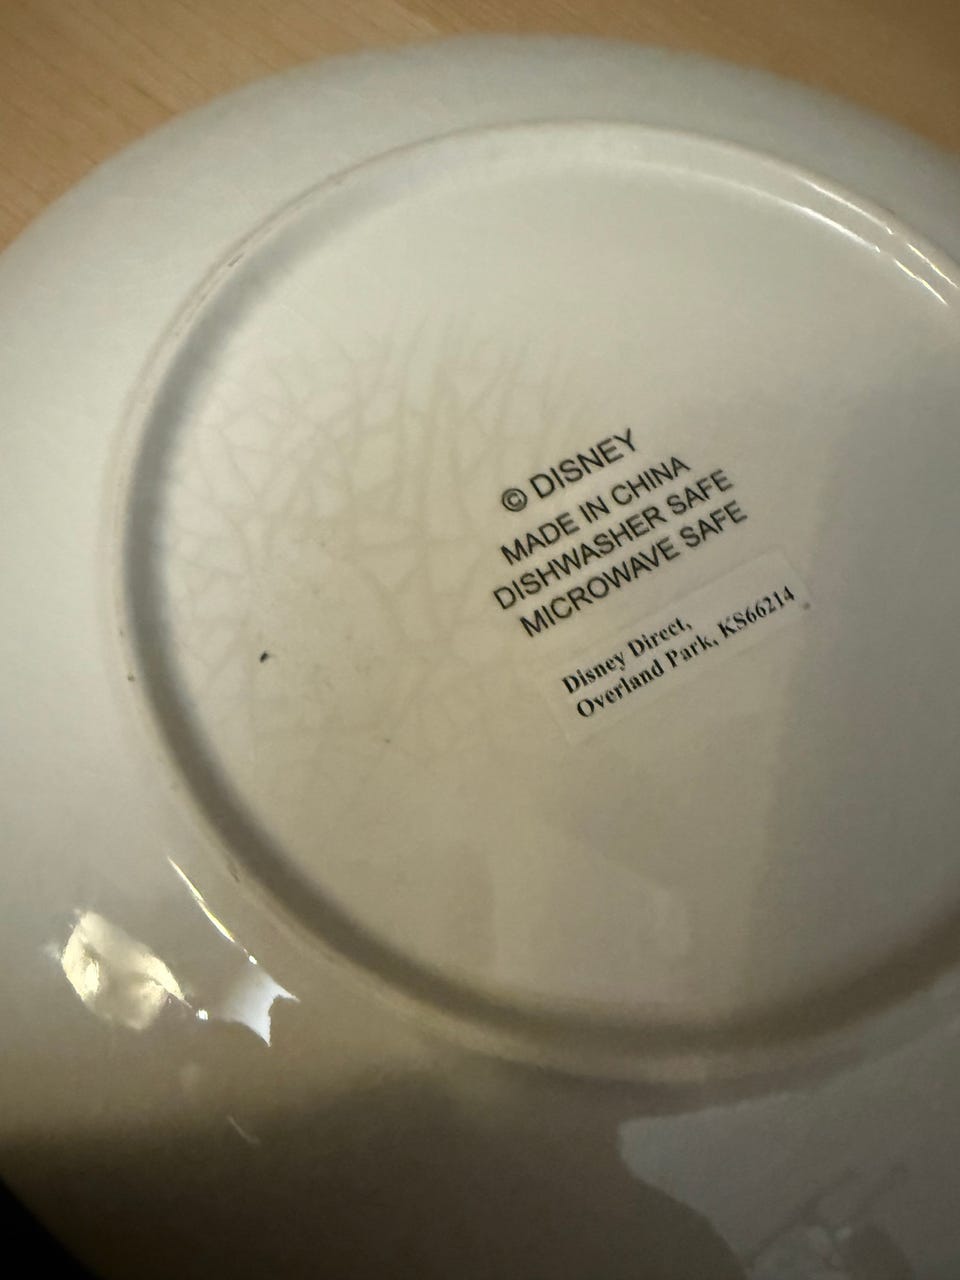 © DISNEY
MADE IN CHINA
DISHWASHER SAFE
MICROWAVE SAFE
Disney Direct,
Overland Park, KS66214